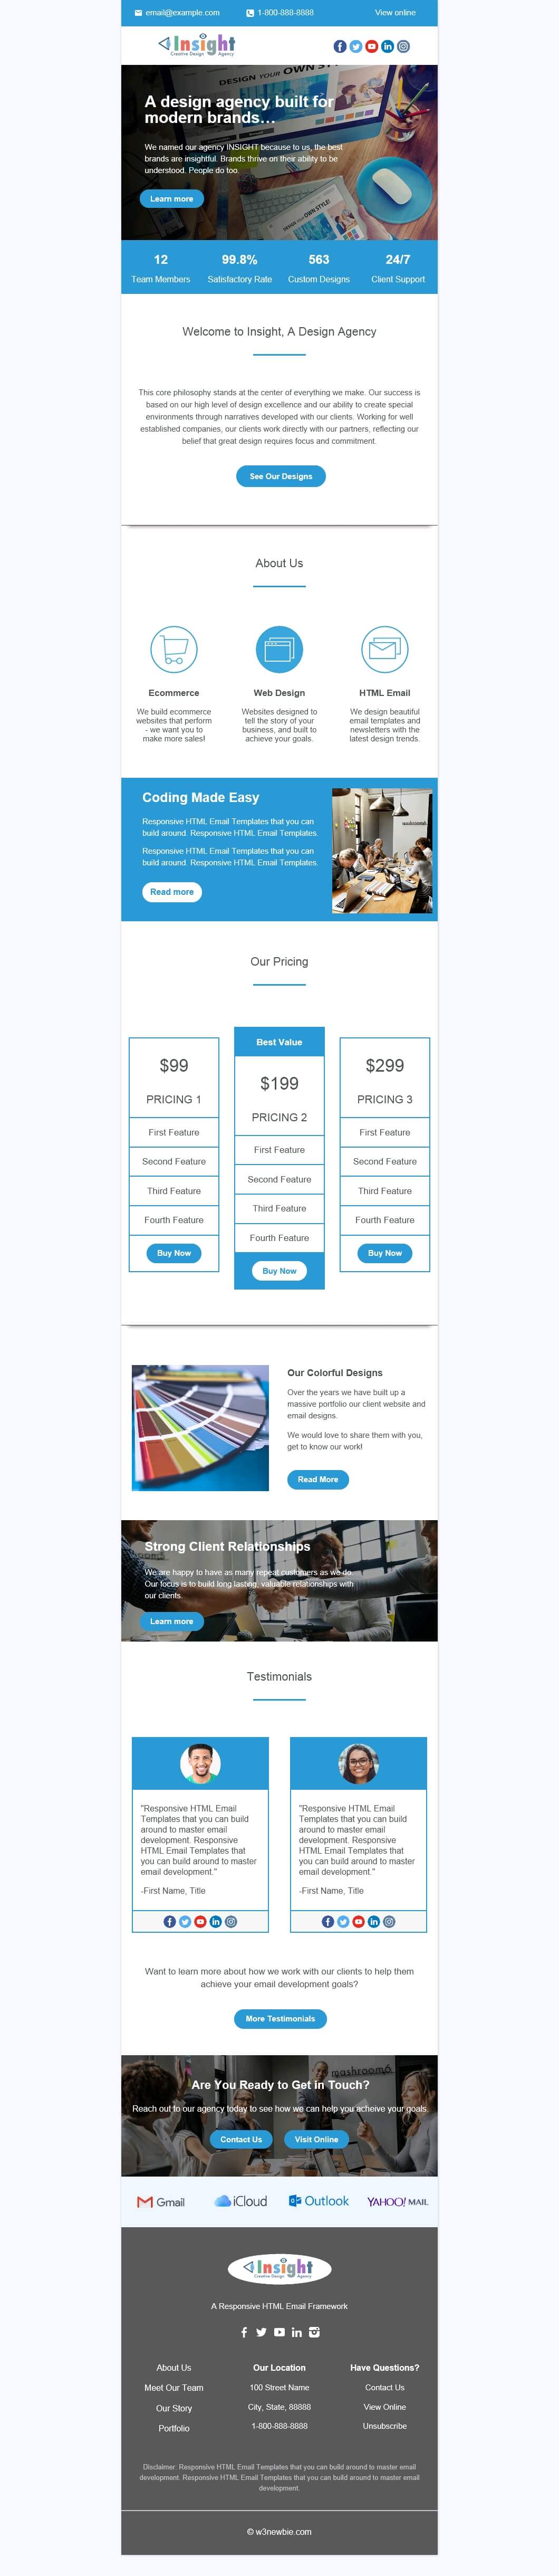 email@example.com 1-800-888-8888 View online
Insight
Creative Design Agency
A design agency built for
modern brands…
We named our agency INSIGHT because to us, the best
brands are insightful. Brands thrive on their ability to be
understood. People do too.
Learn more
DESIGN YOUR OWN STYLE!
12 99.8% 563 24/7
Team Members Satisfactory Rate Custom Designs Client Support
Welcome to Insight, A Design Agency
This core philosophy stands at the center of everything we make. Our success is
based on our high level of design excellence and our ability to create special
environments through narratives developed with our clients. Working for well
established companies, our clients work directly with our partners, reflecting our
belief that great design requires focus and commitment.
See Our Designs
About Us
Ecommerce
We build ecommerce
websites that perform
- we want you to
make more sales!
Web Design
Websites designed to
tell the story of your
business, and built to
achieve your goals.
HTML Email
We design beautiful
email templates and
newsletters with the
latest design trends.
Coding Made Easy
Responsive HTML Email Templates that you can
build around. Responsive HTML Email Templates.
Responsive HTML Email Templates that you can
build around. Responsive HTML Email Templates.
Read more
Our Pricing
$99
PRICING 1
First Feature
Second Feature
Third Feature
Fourth Feature
Buy Now
Best Value
$199
PRICING 2
First Feature
Second Feature
Third Feature
Fourth Feature
Buy Now
$299
PRICING 3
First Feature
Second Feature
Third Feature
Fourth Feature
Buy Now
Our Colorful Designs
Over the years we have built up a
massive portfolio our client website and
email designs.
We would love to share them with you,
get to know our work!
Read More
Strong Client Relationships
We are happy to have as many repeat customers as we do.
Our focus is to build long lasting, valuable relationships with
our clients.
Learn more
Testimonials
"Responsive HTML Email
Templates that you can build
around to master email
development. Responsive
HTML Email Templates that
you can build around to master
email development."
-First Name, Title
"Responsive HTML Email
Templates that you can build
around to master email
development. Responsive
HTML Email Templates that
you can build around to master
email development."
-First Name, Title
Want to learn more about how we work with our clients to help them
achieve your email development goals?
More Testimonials
Are You Ready to Get in Touch?
Reach out to our agency today to see how we can help you acheive your goals.
Contact Us Visit Online
Gmail iCloud Outlook YAHOO! MAIL
Insight
Creative Design Agency
A Responsive HTML Email Framework
About Us
Meet Our Team
Our Story
Portfolio
Our Location
100 Street Name
City, State, 88888
1-800-888-8888
Have Questions?
Contact Us
View Online
Unsubscribe
Disclaimer: Responsive HTML Email Templates that you can build around to master email
development. Responsive HTML Email Templates that you can build around to master email
development.
© w3newbie.com